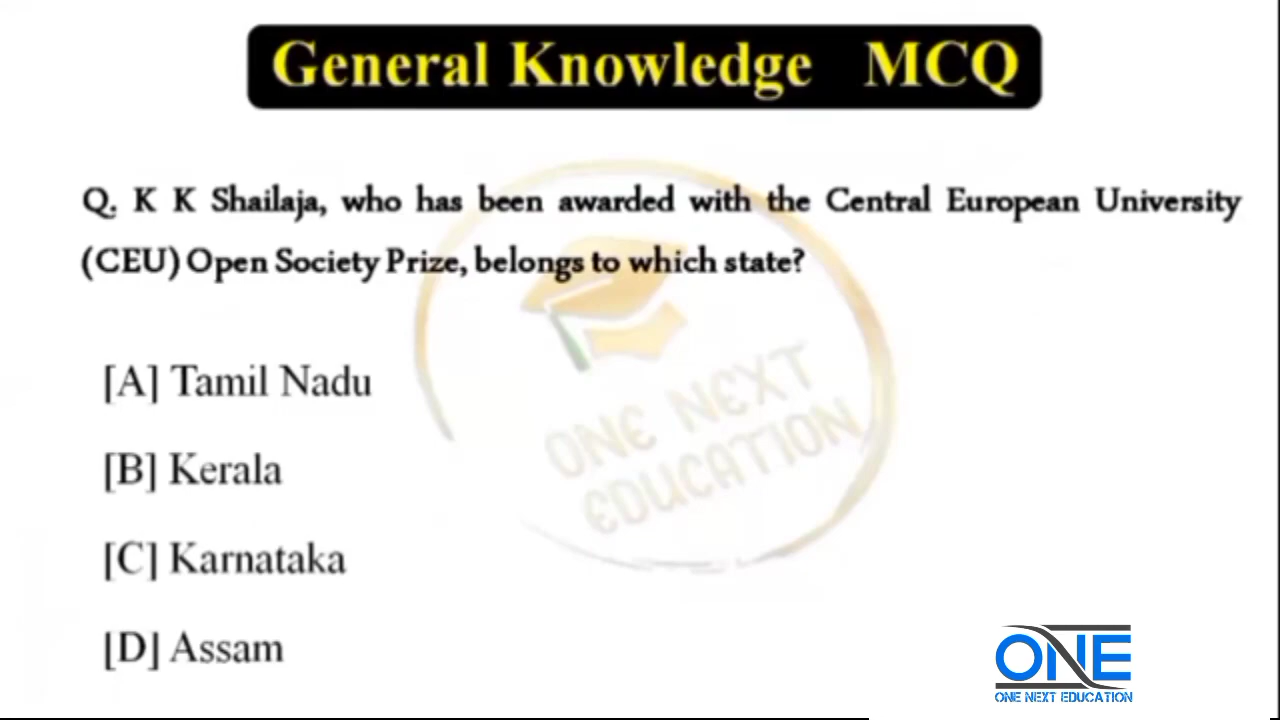 General Knowledge MCQ
Q. K K Shailaja, who has been awarded with the Central European University
(CEU) Open Society Prize, belongs to which state?
[A] Tamil Nadu
[B] Kerala
[C] Karnataka
[D] Assam
ONE NEXT
EDUCATION
ONE
ONE NEXT EDUCATION